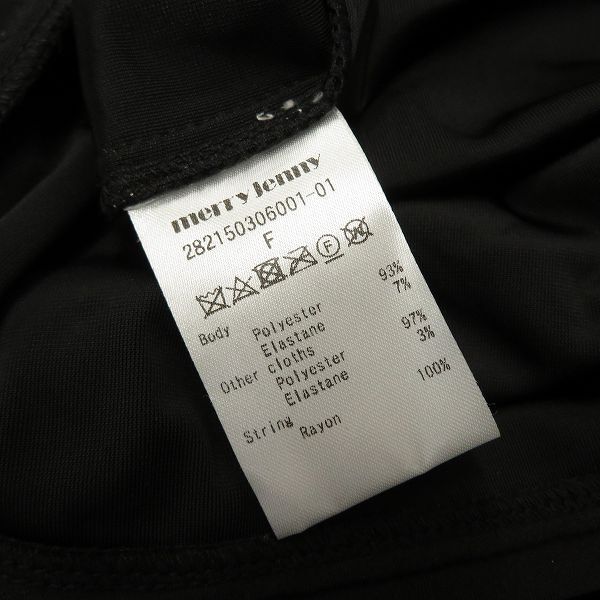 merry jenny
282150306001-01
F
Body Polyester 93%
Elastane 7%
Other cloths
Polyester 97%
Elastane 3%
String Rayon 100%